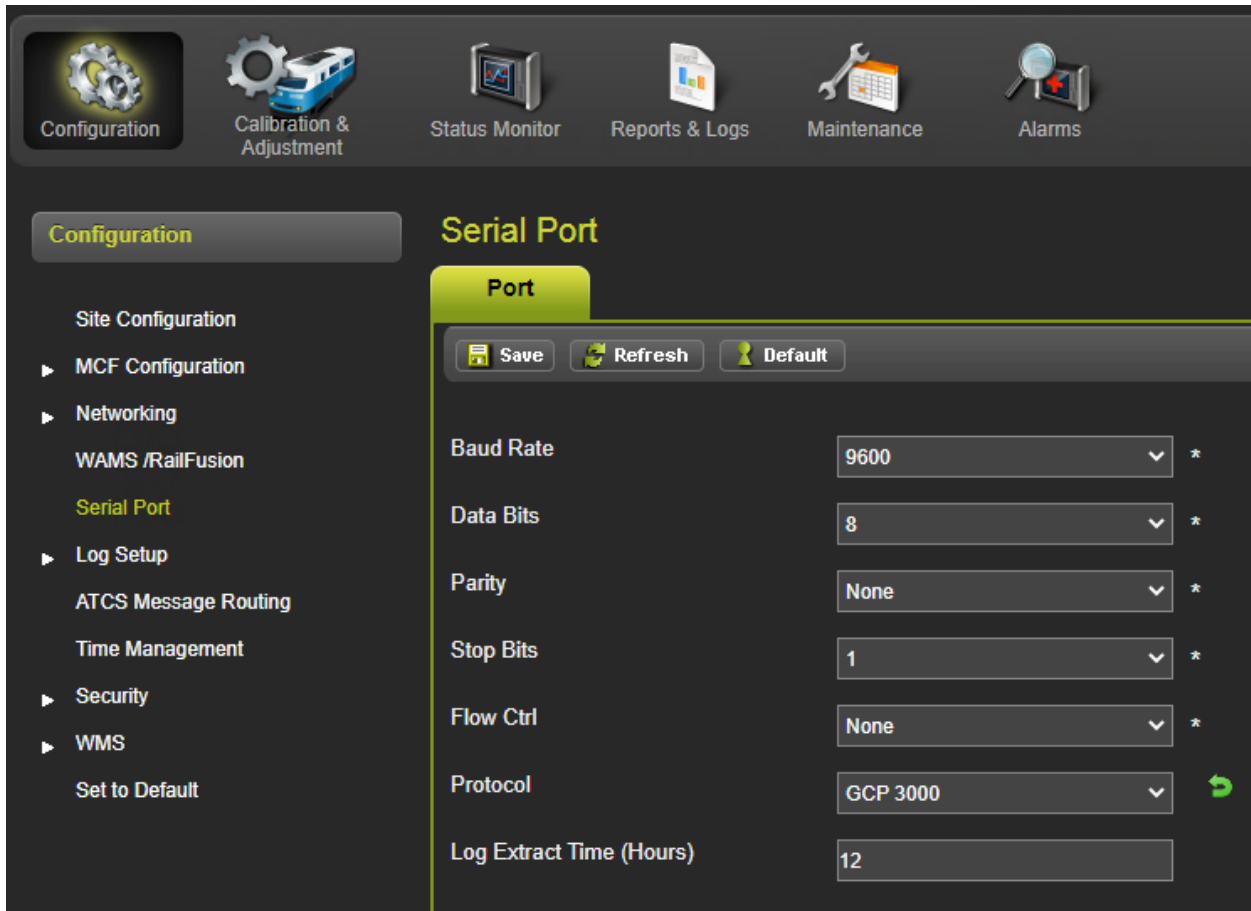 Configuration
Calibration &
Adjustment
Status Monitor
Reports & Logs
Maintenance
Alarms
Configuration
Site Configuration
MCF Configuration
Networking
WAMS /RailFusion
Serial Port
Log Setup
ATCS Message Routing
Time Management
Security
WMS
Set to Default
Serial Port
Port
Save Refresh Default
Baud Rate 9600 *
Data Bits 8 *
Parity None *
Stop Bits 1 *
Flow Ctrl None *
Protocol GCP 3000
Log Extract Time (Hours) 12